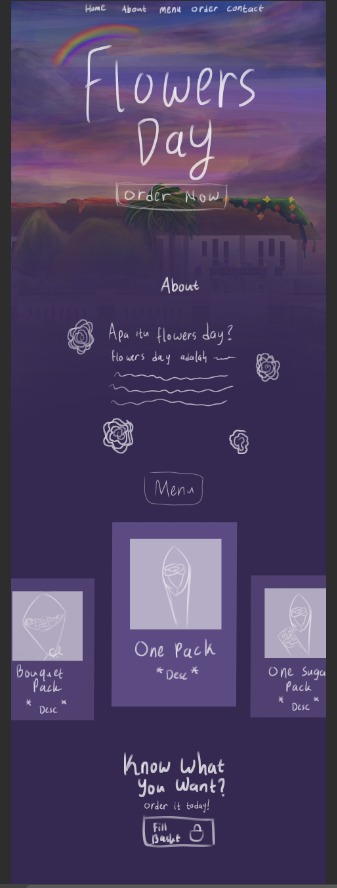 Home About menu order contact
Flowers
Day
Order Now
About
Apa itu flowers day?
Flowers day adalah
Menu
One Pack
*Desc*
Bouquet
Pack
* Desc *
One Suga
Pack
* Desc *
Know What
You Want?
order it today!
Fill
Basket